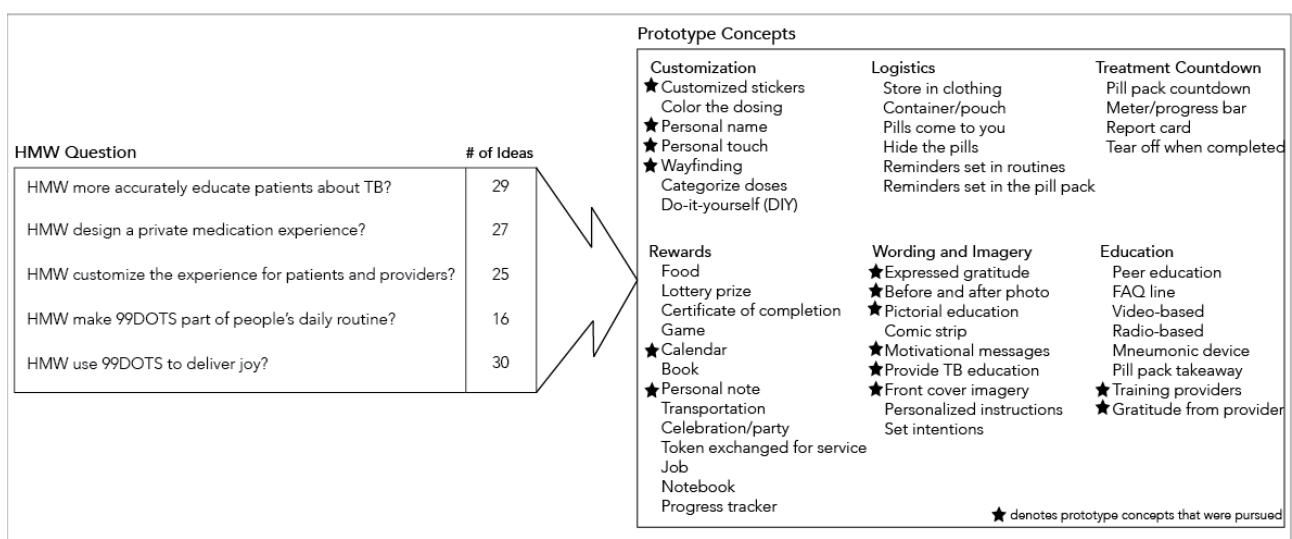 Prototype Concepts
HMW Question
# of Ideas
HMW more accurately educate patients about TB?
29
HMW design a private medication experience?
27
HMW customize the experience for patients and providers?
25
HMW make 99DOTS part of people's daily routine?
16
HMW use 99DOTS to deliver joy?
30
Customization
★Customized stickers
Color the dosing
★Personal name
★Personal touch
★Wayfinding
Categorize doses
Do-it-yourself (DIY)
Logistics
Store in clothing
Container/pouch
Pills come to you
Hide the pills
Reminders set in routines
Reminders set in the pill pack
Treatment Countdown
Pill pack countdown
Meter/progress bar
Report card
Tear off when completed
Rewards
Food
Lottery prize
Certificate of completion
Game
★Calendar
Book
★Personal note
Transportation
Celebration/party
Token exchanged for service
Job
Notebook
Progress tracker
Wording and Imagery
★Expressed gratitude
★Before and after photo
★Pictorial education
Comic strip
★Motivational messages
★Provide TB education
★Front cover imagery
Personalized instructions
Set intentions
Education
Peer education
FAQ line
Video-based
Radio-based
Mneumonic device
Pill pack takeaway
★Training providers
★Gratitude from provider
★ denotes prototype concepts that were pursued